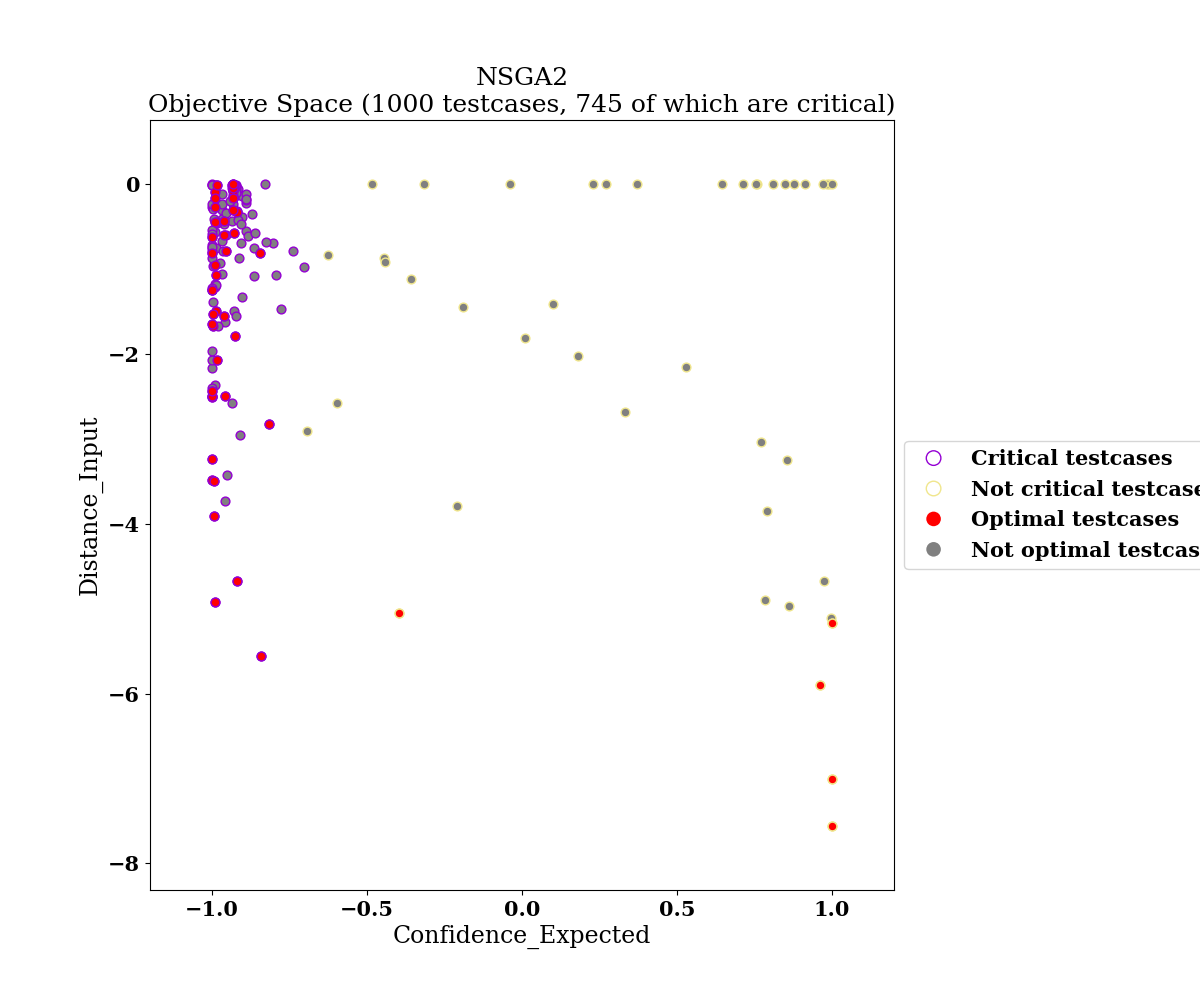 NSGA2
Objective Space (1000 testcases, 745 of which are critical)
0
−2
−4
−6
−8
Distance_Input
−1.0
−0.5
0.0
0.5
1.0
Confidence_Expected
Critical testcases
Not critical testcase
Optimal testcases
Not optimal testcas